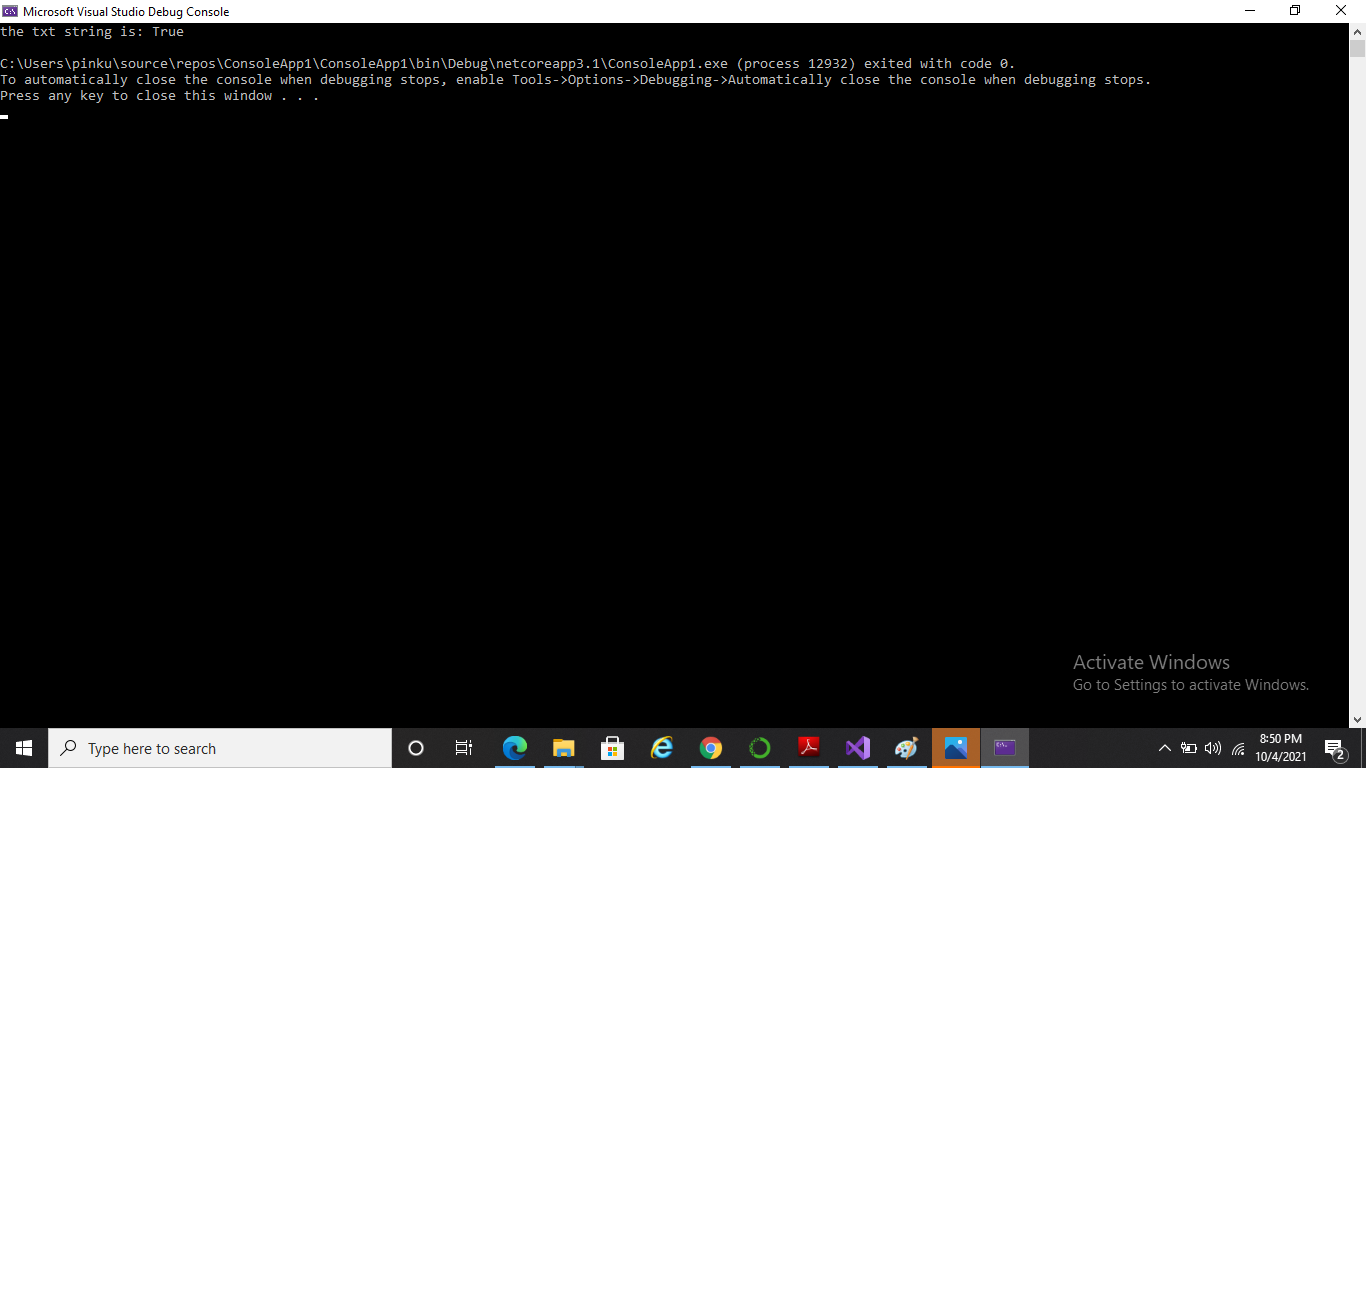 Microsoft Visual Studio Debug Console
the txt string is: True
C:\Users\pinku\source\repos\ConsoleApp1\ConsoleApp1\bin\Debug\netcoreapp3.1\ConsoleApp1.exe (process 12932) exited with code 0.
To automatically close the console when debugging stops, enable Tools->Options->Debugging->Automatically close the console when debugging stops.
Press any key to close this window . . .
Activate Windows
Go to Settings to activate Windows.
Type here to search
8:50 PM
10/4/2021
2